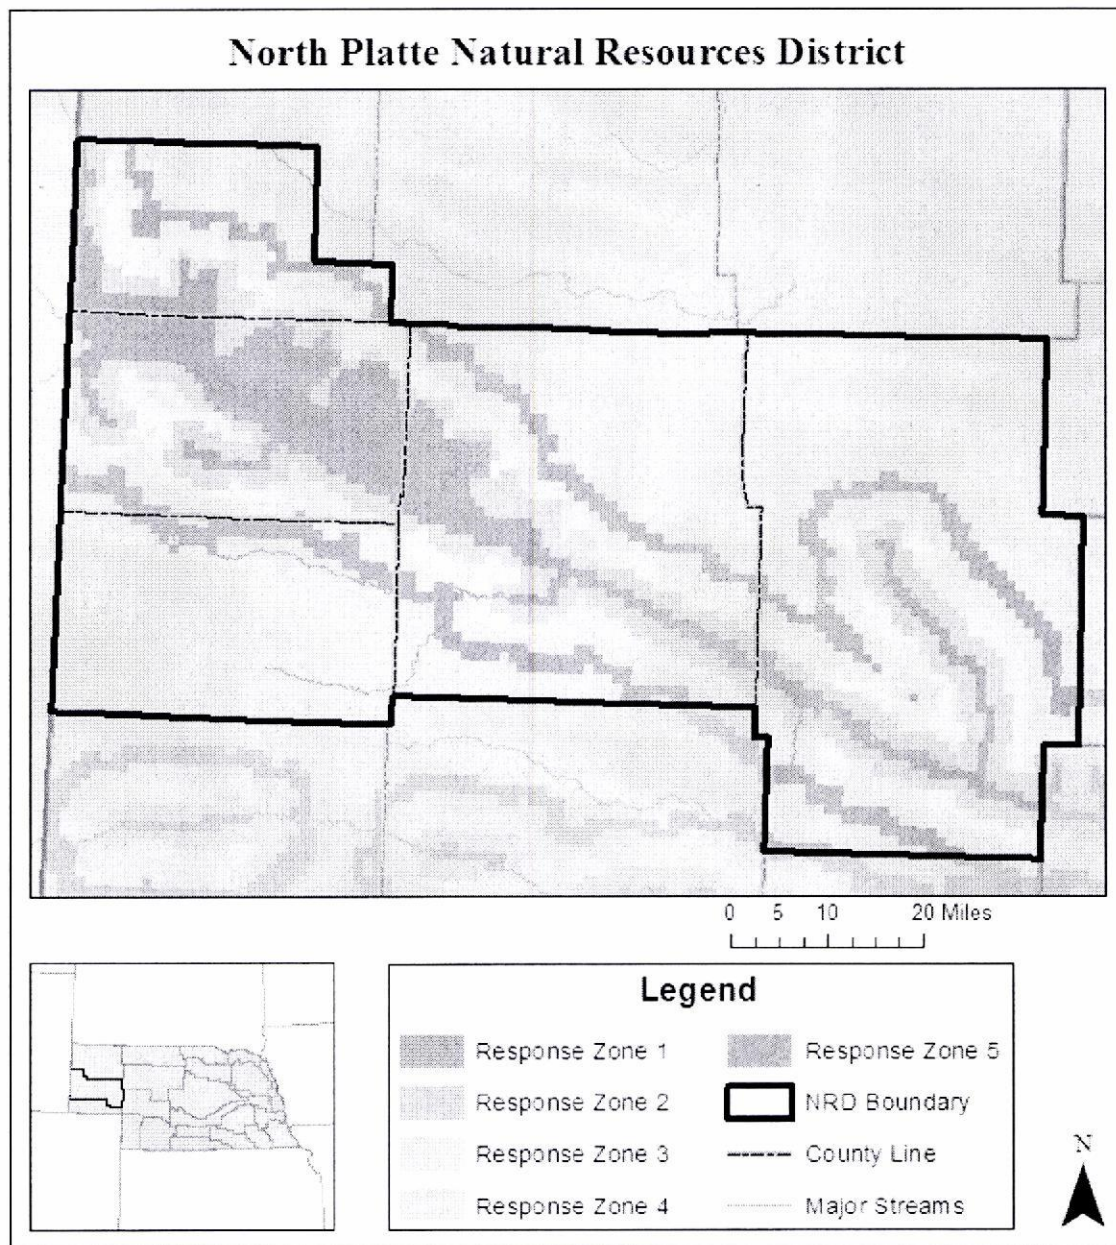 North Platte Natural Resources District
0 5 10 20 Miles
Legend
Response Zone 1
Response Zone 2
Response Zone 3
Response Zone 4
Response Zone 5
NRD Boundary
County Line
Major Streams
N